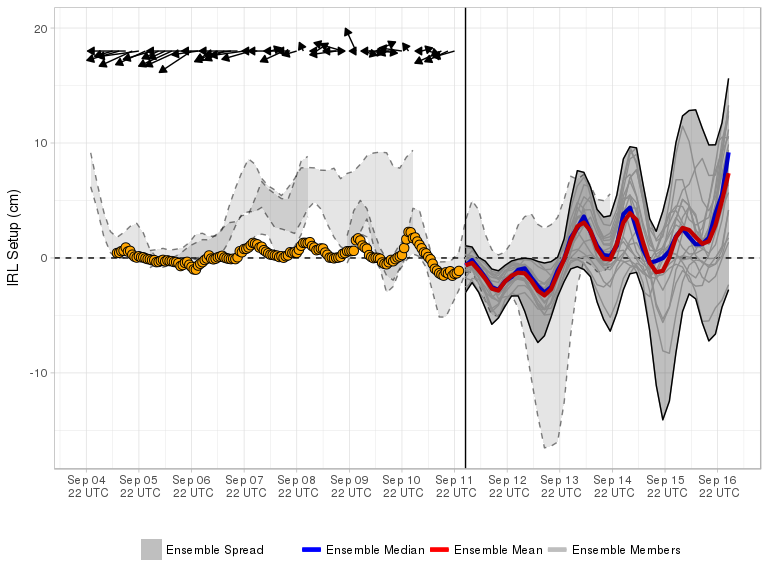 IRL Setup (cm)
20
10
0
-10
Sep 04 Sep 05 Sep 06 Sep 07 Sep 08 Sep 09 Sep 10 Sep 11 Sep 12 Sep 13 Sep 14 Sep 15 Sep 16
22 UTC 22 UTC 22 UTC 22 UTC 22 UTC 22 UTC 22 UTC 22 UTC 22 UTC 22 UTC 22 UTC 22 UTC 22 UTC
Ensemble Spread Ensemble Median Ensemble Mean Ensemble Members